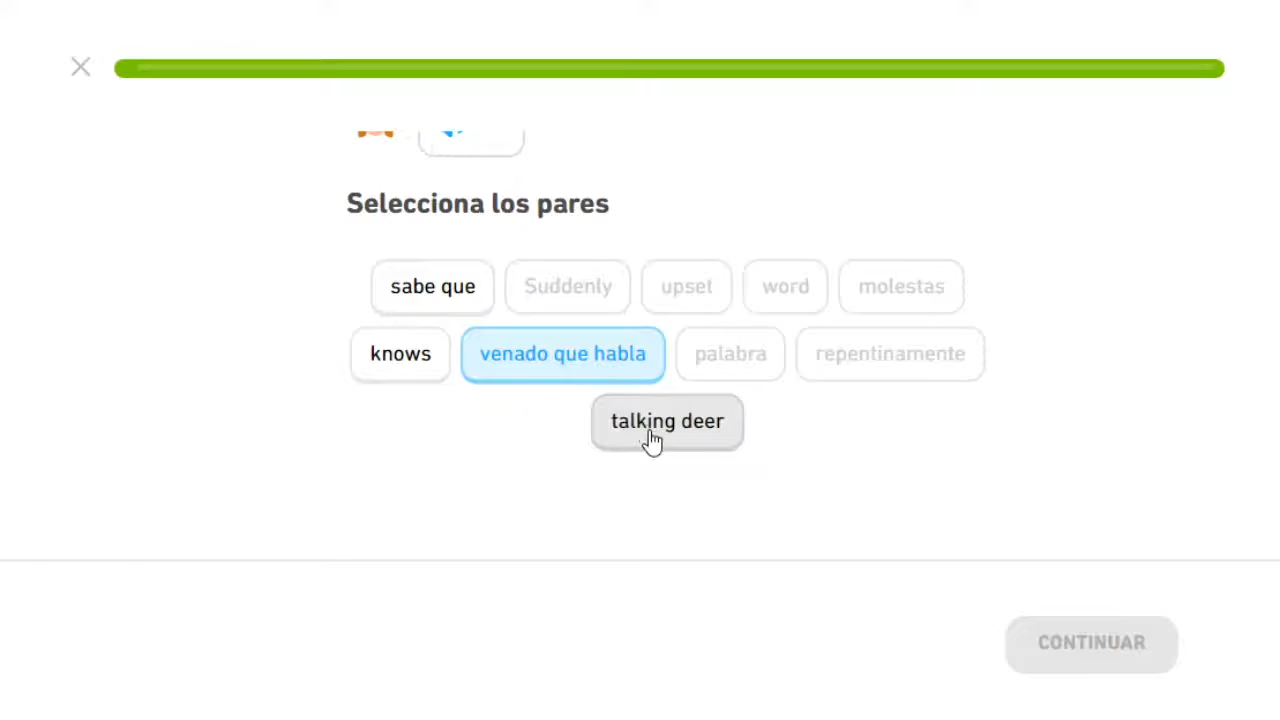 Selecciona los pares
sabe que Suddenly upset word molestas
knows venado que habla palabra repentinamente
talking deer
CONTINUAR